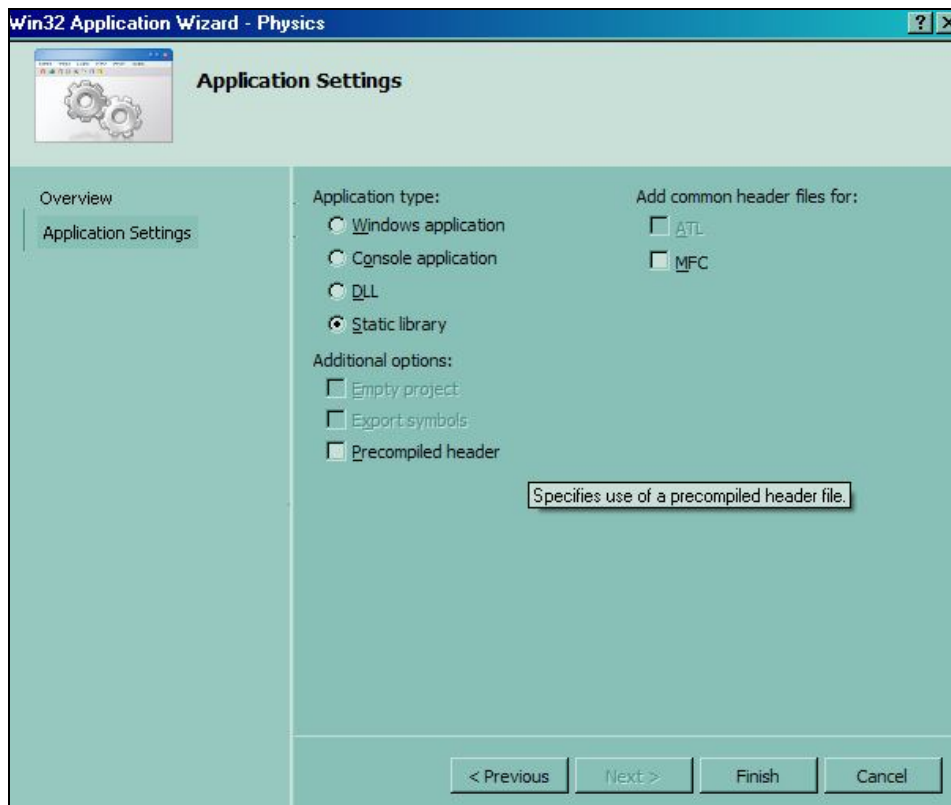 Win32 Application Wizard - Physics
Application Settings
Overview
Application Settings
Application type:
Windows application
Console application
DLL
Static library
Additional options:
Empty project
Export symbols
Precompiled header
Add common header files for:
ATL
MFC
Specifies use of a precompiled header file.
< Previous
Next >
Finish
Cancel